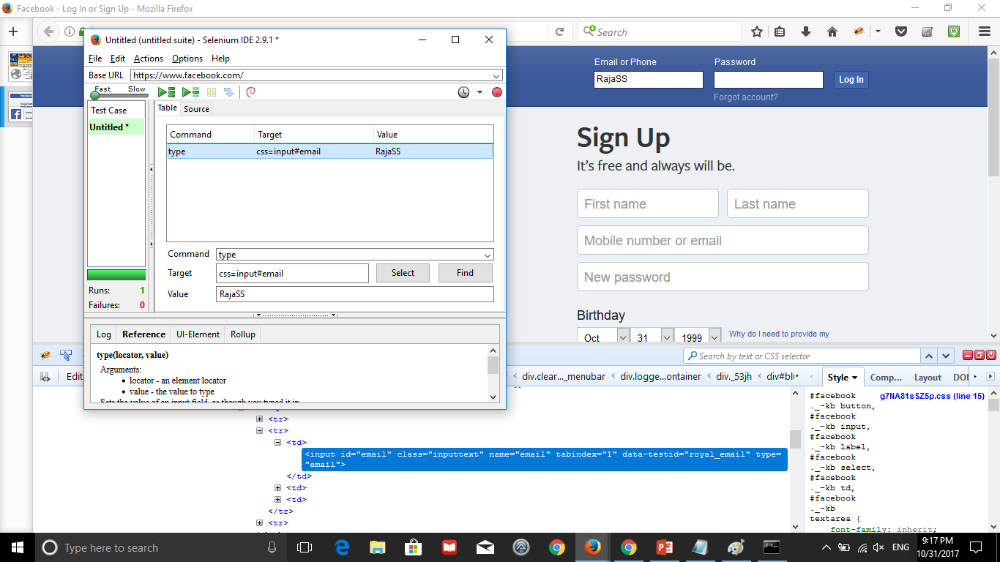 Facebook - Log In or Sign Up - Mozilla Firefox
Search
Untitled (untitled suite) - Selenium IDE 2.9.1 *
File Edit Actions Options Help
Base URL https://www.facebook.com/
Fast Slow
Test Case
Untitled *
Runs: 1
Failures: 0
Table Source
Command Target Value
type css=input#email RajaSS
Command type
Target css=input#email Select Find
Value RajaSS
Log Reference UI-Element Rollup
type(locator, value)
Arguments:
locator - an element locator
value - the value to type
Sets the value of an input field, as though you typed it in.
Email or Phone Password
RajaSS Log In
Forgot account?
Sign Up
It's free and always will be.
First name Last name
Mobile number or email
New password
Birthday
Oct 31 1999 Why do I need to provide my
Search by text or CSS selector
Edit div.clear..._menubar < div.logge...ontainer < div._53jh < div#blu
Style Comp... Layout DO
<tr>
<tr>
<td>
<input id="email" class="inputtext" name="email" tabindex="1" data-testid="royal_email" type=
"email">
</td>
<td>
<td>
</tr>
<tr>
#facebook g7NA81sSZ5p.css (line 15)
._-kb button,
#facebook
._-kb input,
#facebook
._-kb label,
#facebook
._-kb select,
#facebook
._-kb td,
#facebook
._-kb
textarea {
font-family: inherit;
Type here to search
ENG
9:17 PM
10/31/2017